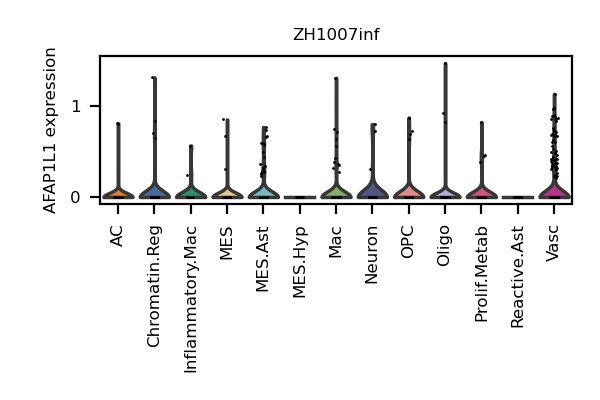 ZH1007inf
AFAP1L1 expression
1
0
AC
Chromatin.Reg
Inflammatory.Mac
MES
MES.Ast
MES.Hyp
Mac
Neuron
OPC
Oligo
Prolif.Metab
Reactive.Ast
Vasc